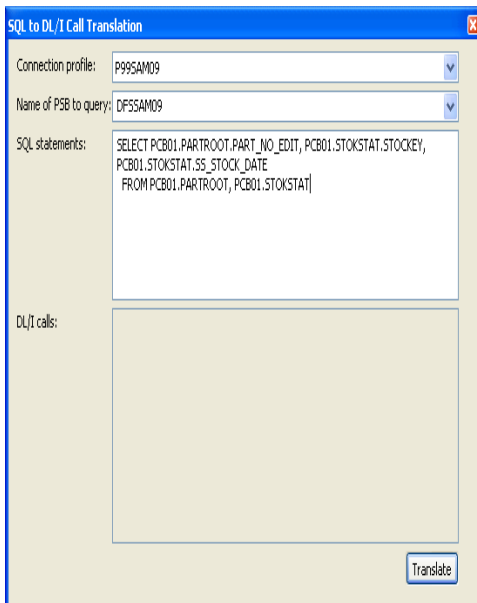 SQL to DL/I Call Translation
Connection profile: P99SAM09
Name of PSB to query: DFSSAM09
SQL statements: SELECT PCB01.PARTROOT.PART_NO_EDIT, PCB01.STOKSTAT.STOCKEY,
PCB01.STOKSTAT.SS_STOCK_DATE
FROM PCB01.PARTROOT, PCB01.STOKSTAT
DL/I calls:
Translate